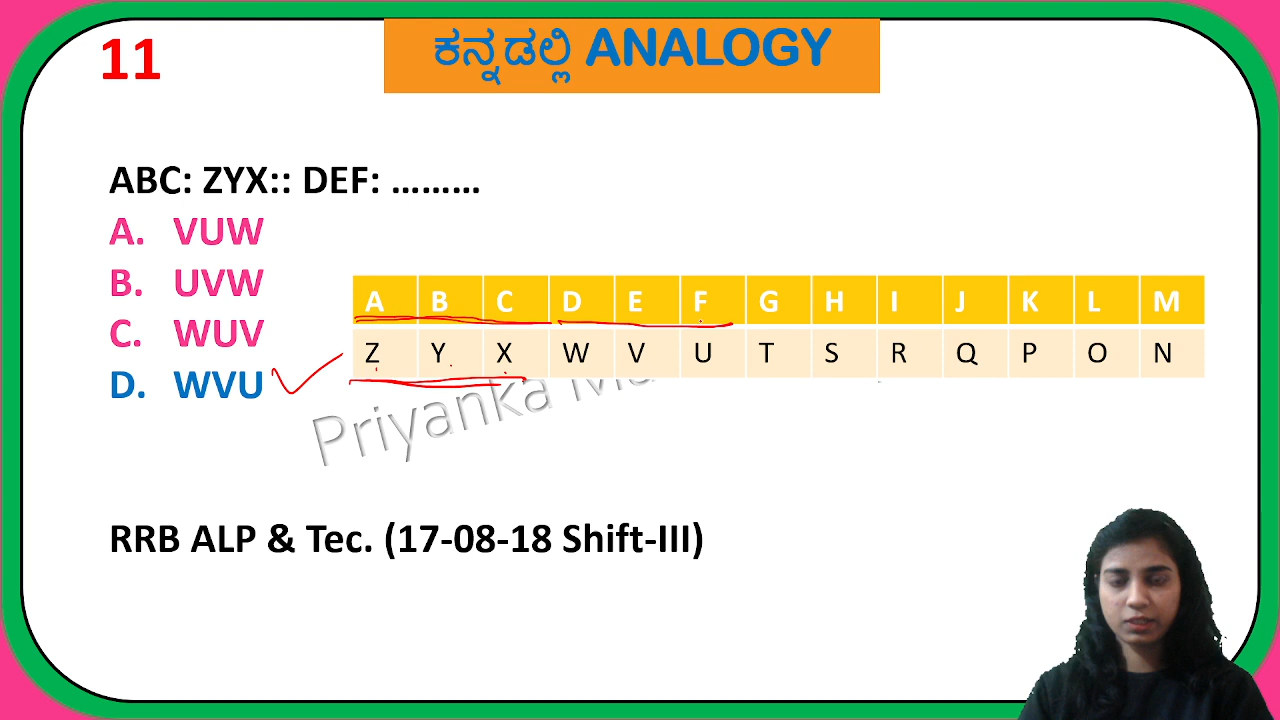 11
ಕನ್ನಡಲ್ಲಿ ANALOGY
ABC: ZYX:: DEF: .........
A. VUW
B. UVW
C. WUV
D. WVU
A B C D E F G H I J K L M
Z Y X W V U T S R Q P O N
Priyanka
RRB ALP & Tec. (17-08-18 Shift-III)